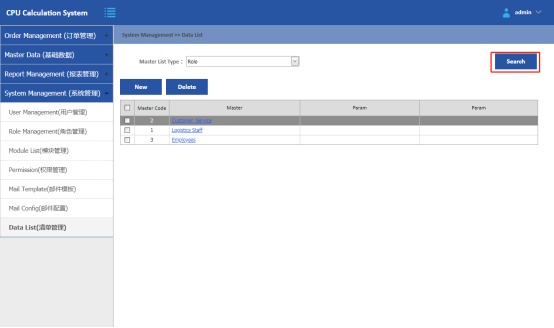 CPU Calculation System
admin
Order Management (订单管理)
Master Data (基础数据)
Report Management (报表管理)
System Management (系统管理)
User Management(用户管理)
Role Management(角色管理)
Module List(模块管理)
Permission(权限管理)
Mail Template(邮件模板)
Mail Config(邮件配置)
Data List(清单管理)
System Management >> Data List
Master List Type : Role
Search
New Delete
Master Code Master Param Param
2 Customer Service
1 Logistics Staff
3 Employees